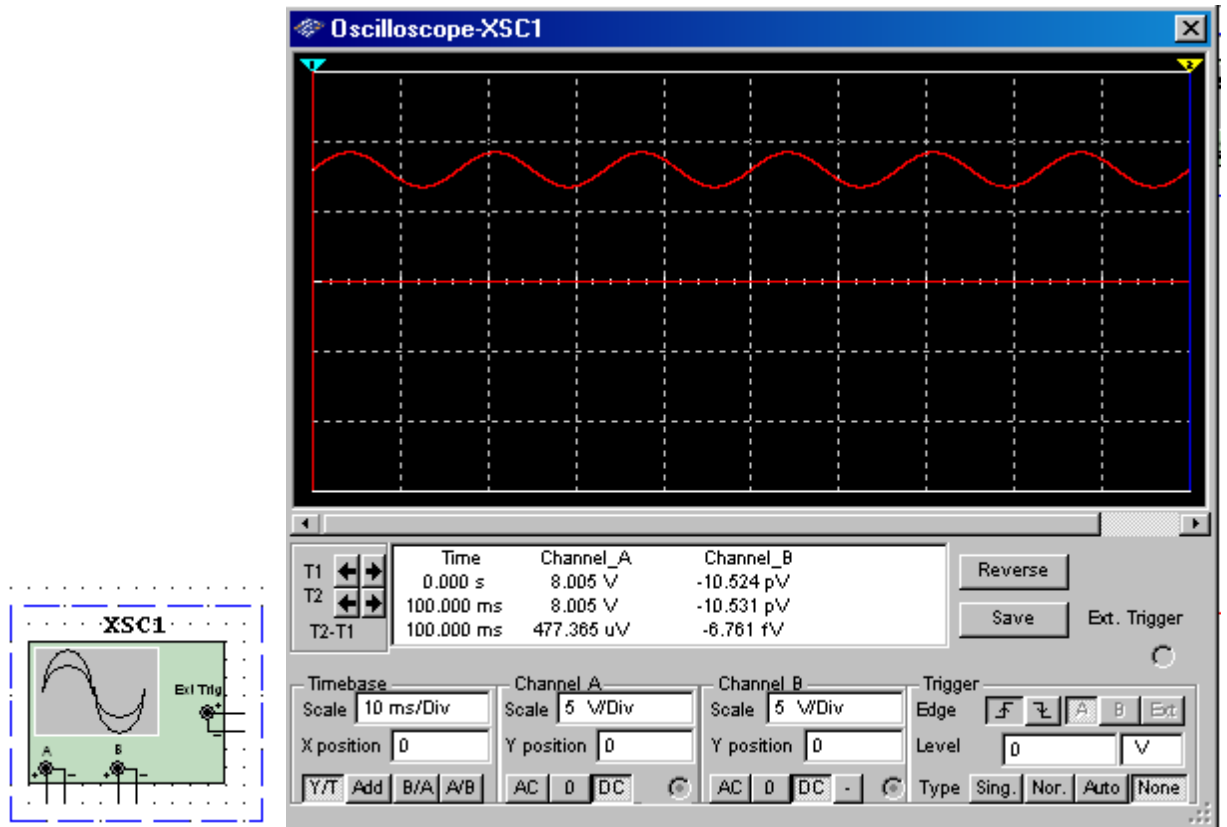 Oscilloscope-XSC1
1
2
Time Channel_A Channel_B
T1 0.000 s 8.005 V -10.524 pV
T2 100.000 ms 8.005 V -10.531 pV
T2-T1 100.000 ms 477.365 uV -6.761 fV
Reverse
Save
Ext. Trigger
Timebase
Scale 10 ms/Div
X position 0
Y/T Add B/A A/B
Channel A
Scale 5 V/Div
Y position 0
AC 0 DC
Channel B
Scale 5 V/Div
Y position 0
AC 0 DC -
Trigger
Edge A B Ext
Level 0 V
Type Sing. Nor. Auto None
XSC1
Ext Trig
+
-
A B
+ - + -